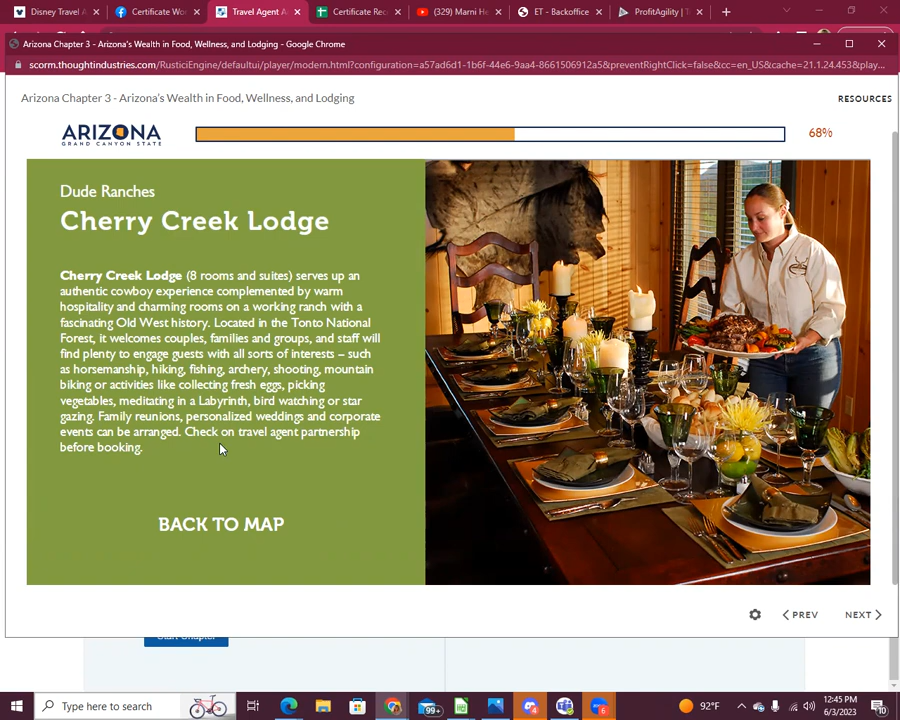 Disney Travel A
Certificate Wo
Travel Agent A
Certificate Rec
(329) Marni He
ET - Backoffice
ProfitAgility | T
Arizona Chapter 3 - Arizona's Wealth in Food, Wellness, and Lodging - Google Chrome
scorm.thoughtindustries.com/RusticiEngine/defaultui/player/modern.html?configuration=a57ad6d1-1b6f-44e6-9aa4-8661506912a5&preventRightClick=false&cc=en_US&cache=21.1.24.453&play...
Arizona Chapter 3 - Arizona's Wealth in Food, Wellness, and Lodging
RESOURCES
ARIZONA
GRAND CANYON STATE
68%
Dude Ranches
Cherry Creek Lodge
Cherry Creek Lodge (8 rooms and suites) serves up an
authentic cowboy experience complemented by warm
hospitality and charming rooms on a working ranch with a
fascinating Old West history. Located in the Tonto National
Forest, it welcomes couples, families and groups, and staff will
find plenty to engage guests with all sorts of interests – such
as horsemanship, hiking, fishing, archery, shooting, mountain
biking or activities like collecting fresh eggs, picking
vegetables, meditating in a Labyrinth, bird watching or star
gazing. Family reunions, personalized weddings and corporate
events can be arranged. Check on travel agent partnership
before booking.
BACK TO MAP
PREV
NEXT
Start Chapter
Type here to search
99+
4
6
92°F
12:45 PM
6/3/2023
10